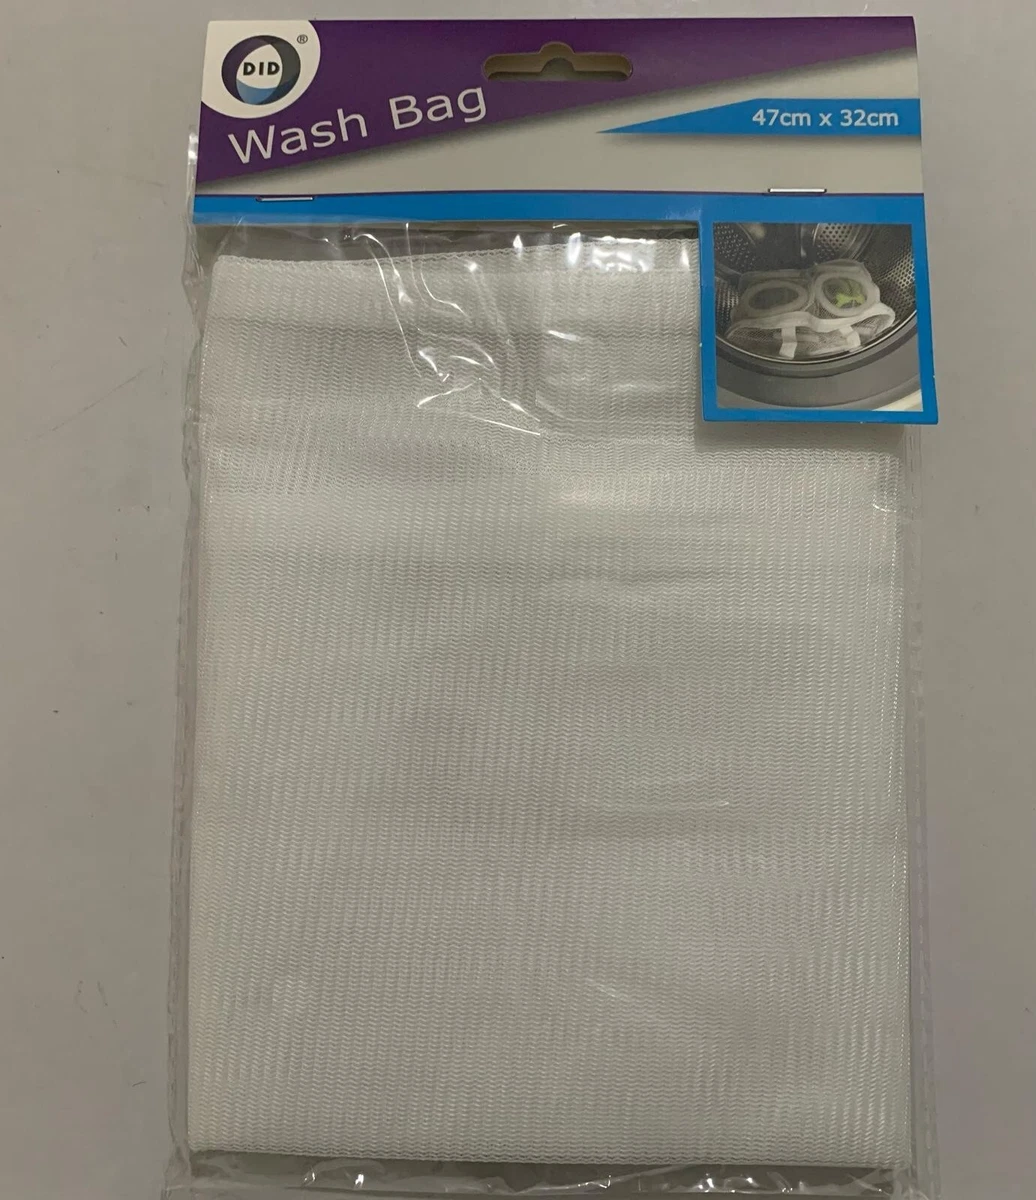 DID®
Wash Bag
47cm x 32cm